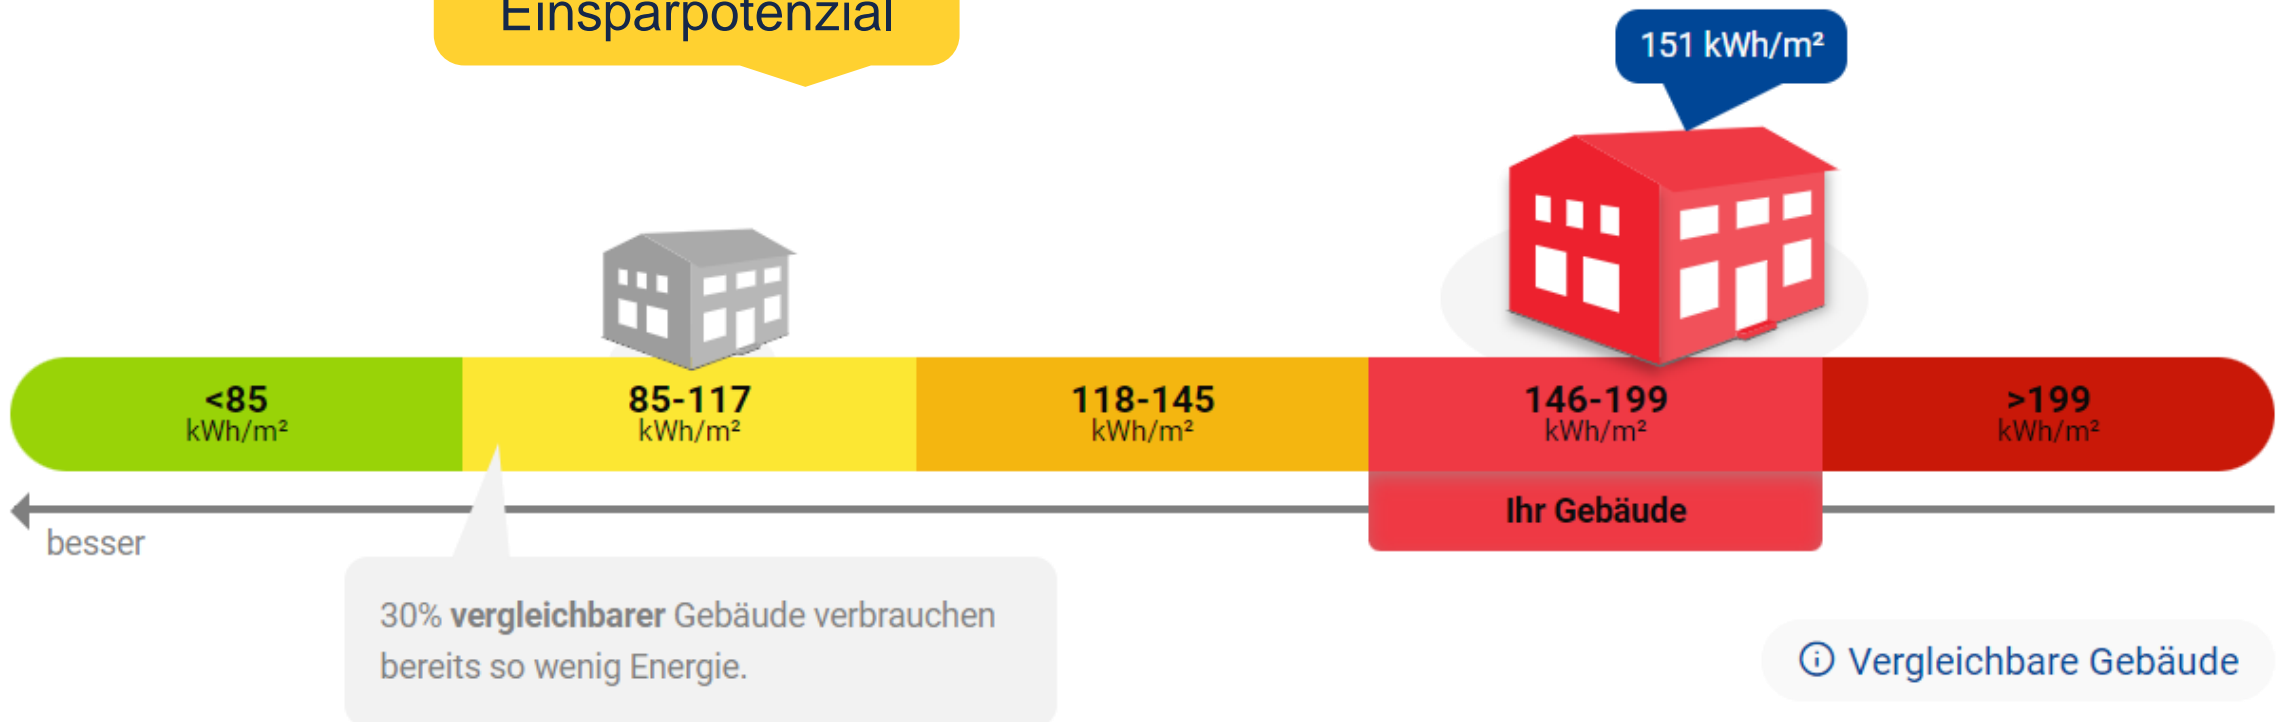 Einsparpotenzial
151 kWh/m²
<85
kWh/m²
85-117
kWh/m²
118-145
kWh/m²
146-199
kWh/m²
>199
kWh/m²
Ihr Gebäude
besser
30% vergleichbarer Gebäude verbrauchen
bereits so wenig Energie.
Vergleichbare Gebäude